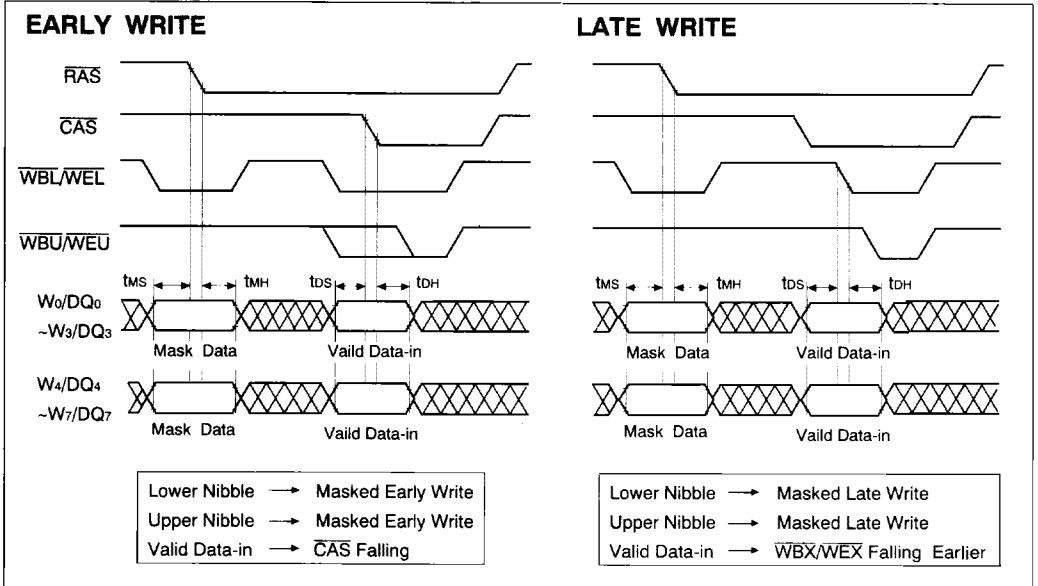 EARLY WRITE
LATE WRITE
RAS
CAS
WBL/WEL
WBU/WEU
tMS tMH tDS tDH
tMS tMH tDS tDH
W0/DQ0
~W3/DQ3
Mask Data Vaild Data-in
Mask Data Vaild Data-in
W4/DQ4
~W7/DQ7
Mask Data Vaild Data-in
Mask Data Vaild Data-in
Lower Nibble → Masked Early Write
Upper Nibble → Masked Early Write
Valid Data-in → CAS Falling
Lower Nibble → Masked Late Write
Upper Nibble → Masked Late Write
Valid Data-in → WBX/WEX Falling Earlier